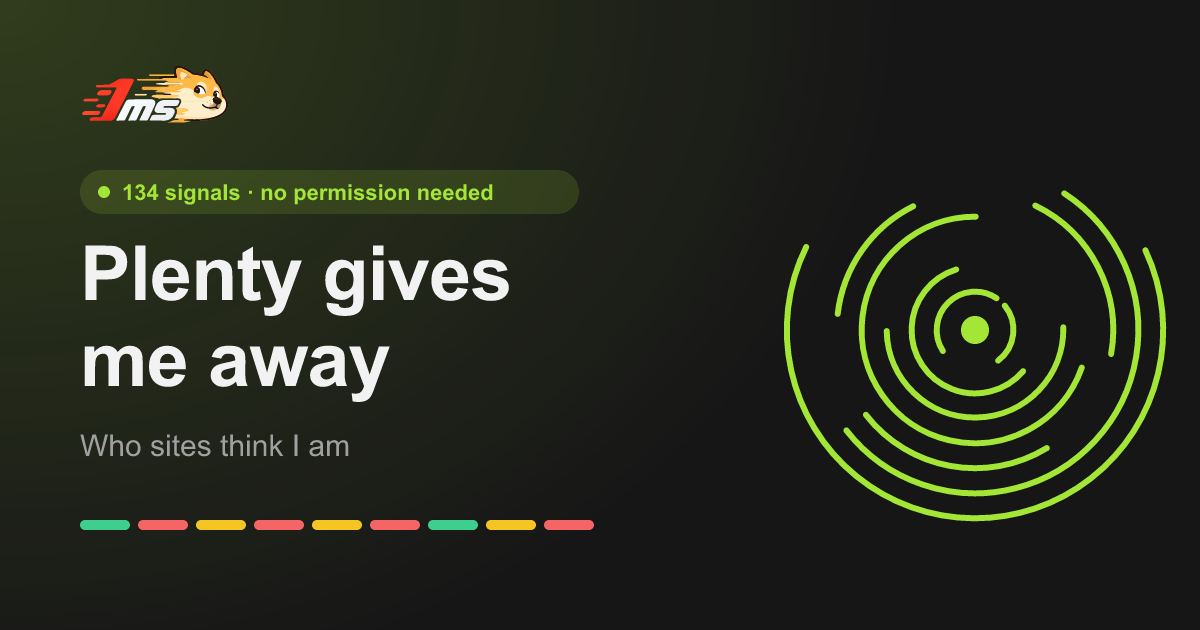 1ms
134 signals · no permission needed
Plenty gives
me away
Who sites think I am